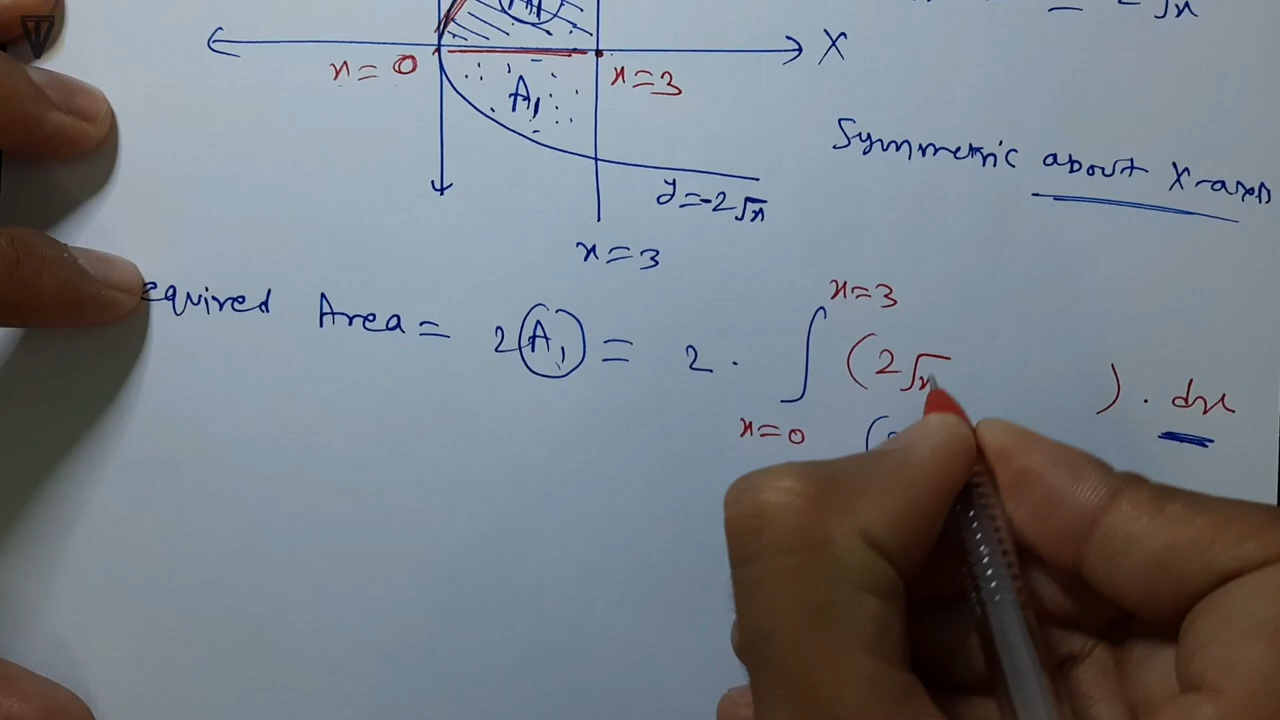 √x
X
x = 0
x = 3
A₁
Symmetric about X-axis
y = -2√x
x = 3
equired Area = 2 A₁ = 2 · ∫ (2√x ) . dx
x = 3
x = 0